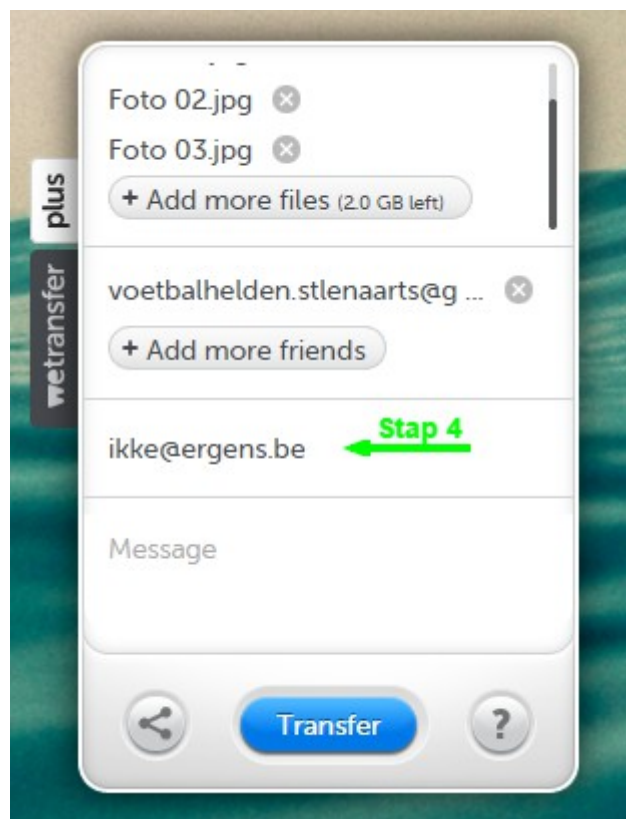 Foto 02.jpg
Foto 03.jpg
+ Add more files (2.0 GB left)
plus
wetransfer
voetbalhelden.stlenaarts@g ...
+ Add more friends
ikke@ergens.be
Stap 4
Message
Transfer
?